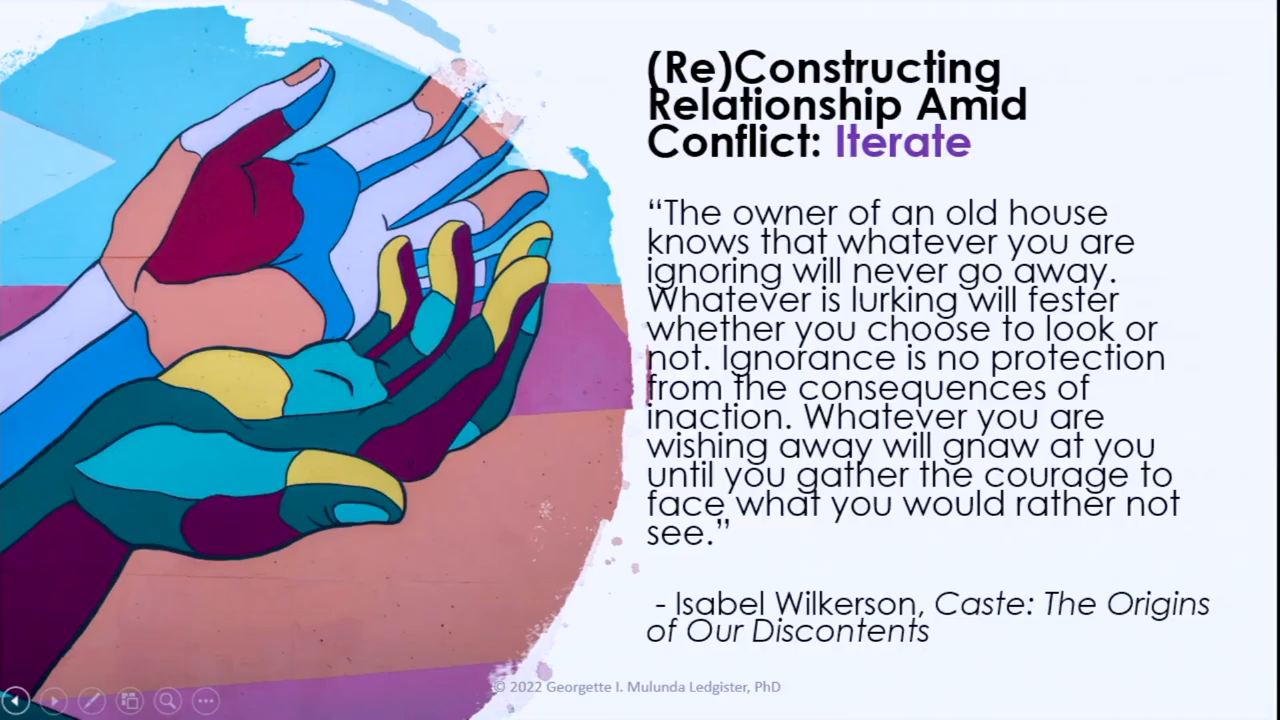 (Re)Constructing
Relationship Amid
Conflict: Iterate
“The owner of an old house
knows that whatever you are
ignoring will never go away.
Whatever is lurking will fester
whether you choose to look or
not. Ignorance is no protection
from the consequences of
inaction. Whatever you are
wishing away will gnaw at you
until you gather the courage to
face what you would rather not
see.”
- Isabel Wilkerson, Caste: The Origins
of Our Discontents
© 2022 Georgette I. Mulunda Ledgister, PhD